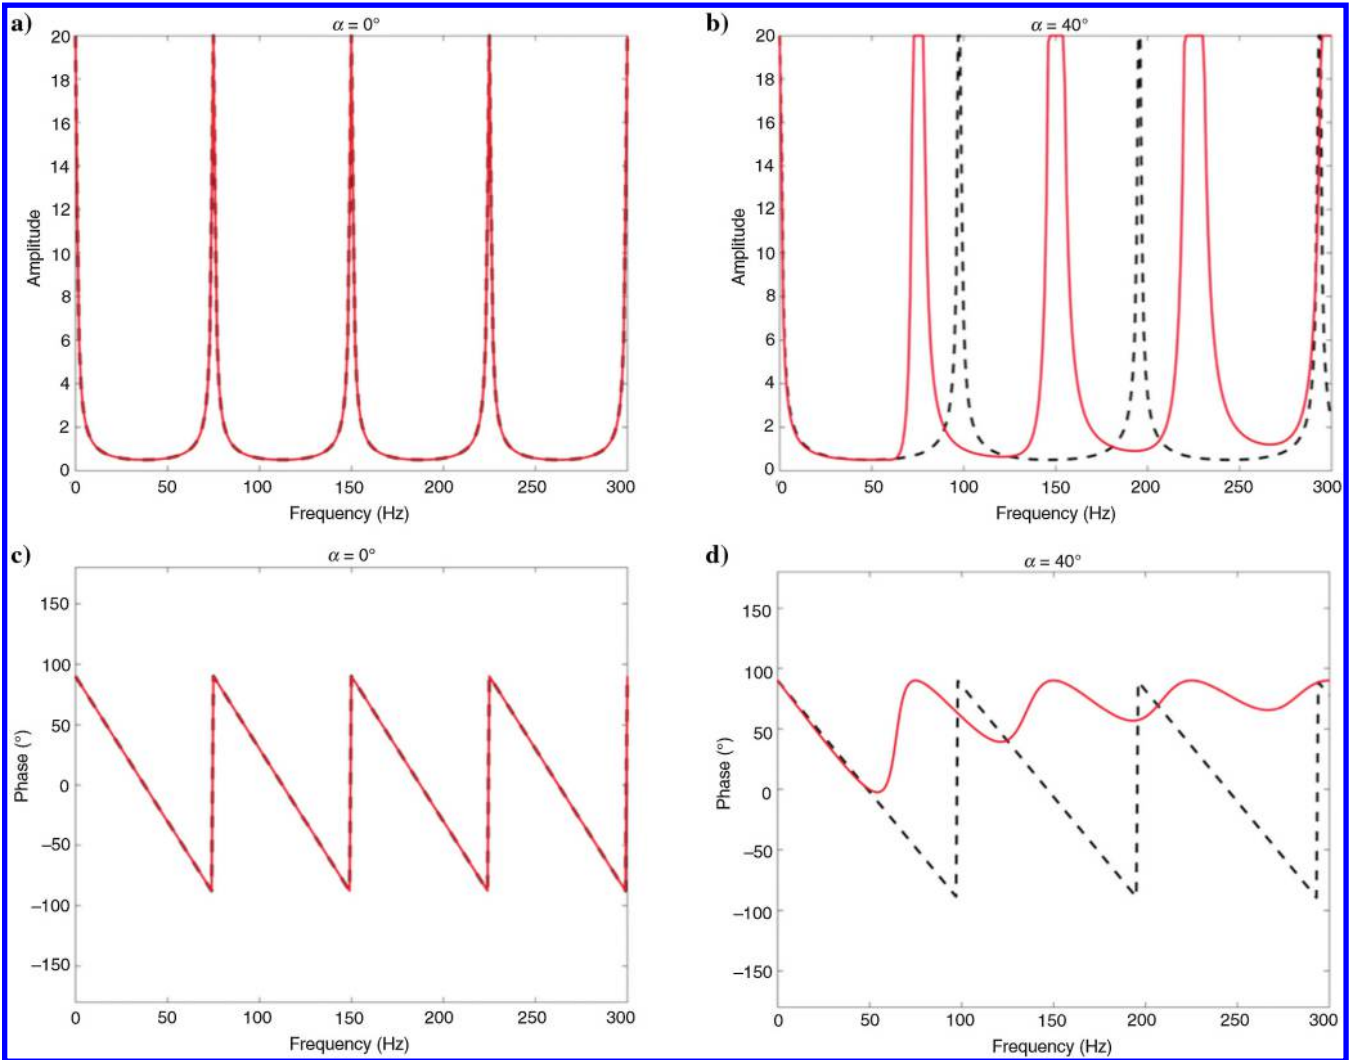 a)
α = 0°
20
18
16
14
12
10
8
6
4
2
0
Amplitude
0 50 100 150 200 250 300
Frequency (Hz)
b)
α = 40°
20
18
16
14
12
10
8
6
4
2
0
Amplitude
0 50 100 150 200 250 300
Frequency (Hz)
c)
α = 0°
150
100
50
0
−50
−100
−150
Phase (°)
0 50 100 150 200 250 300
Frequency (Hz)
d)
α = 40°
150
100
50
0
−50
−100
−150
Phase (°)
0 50 100 150 200 250 300
Frequency (Hz)